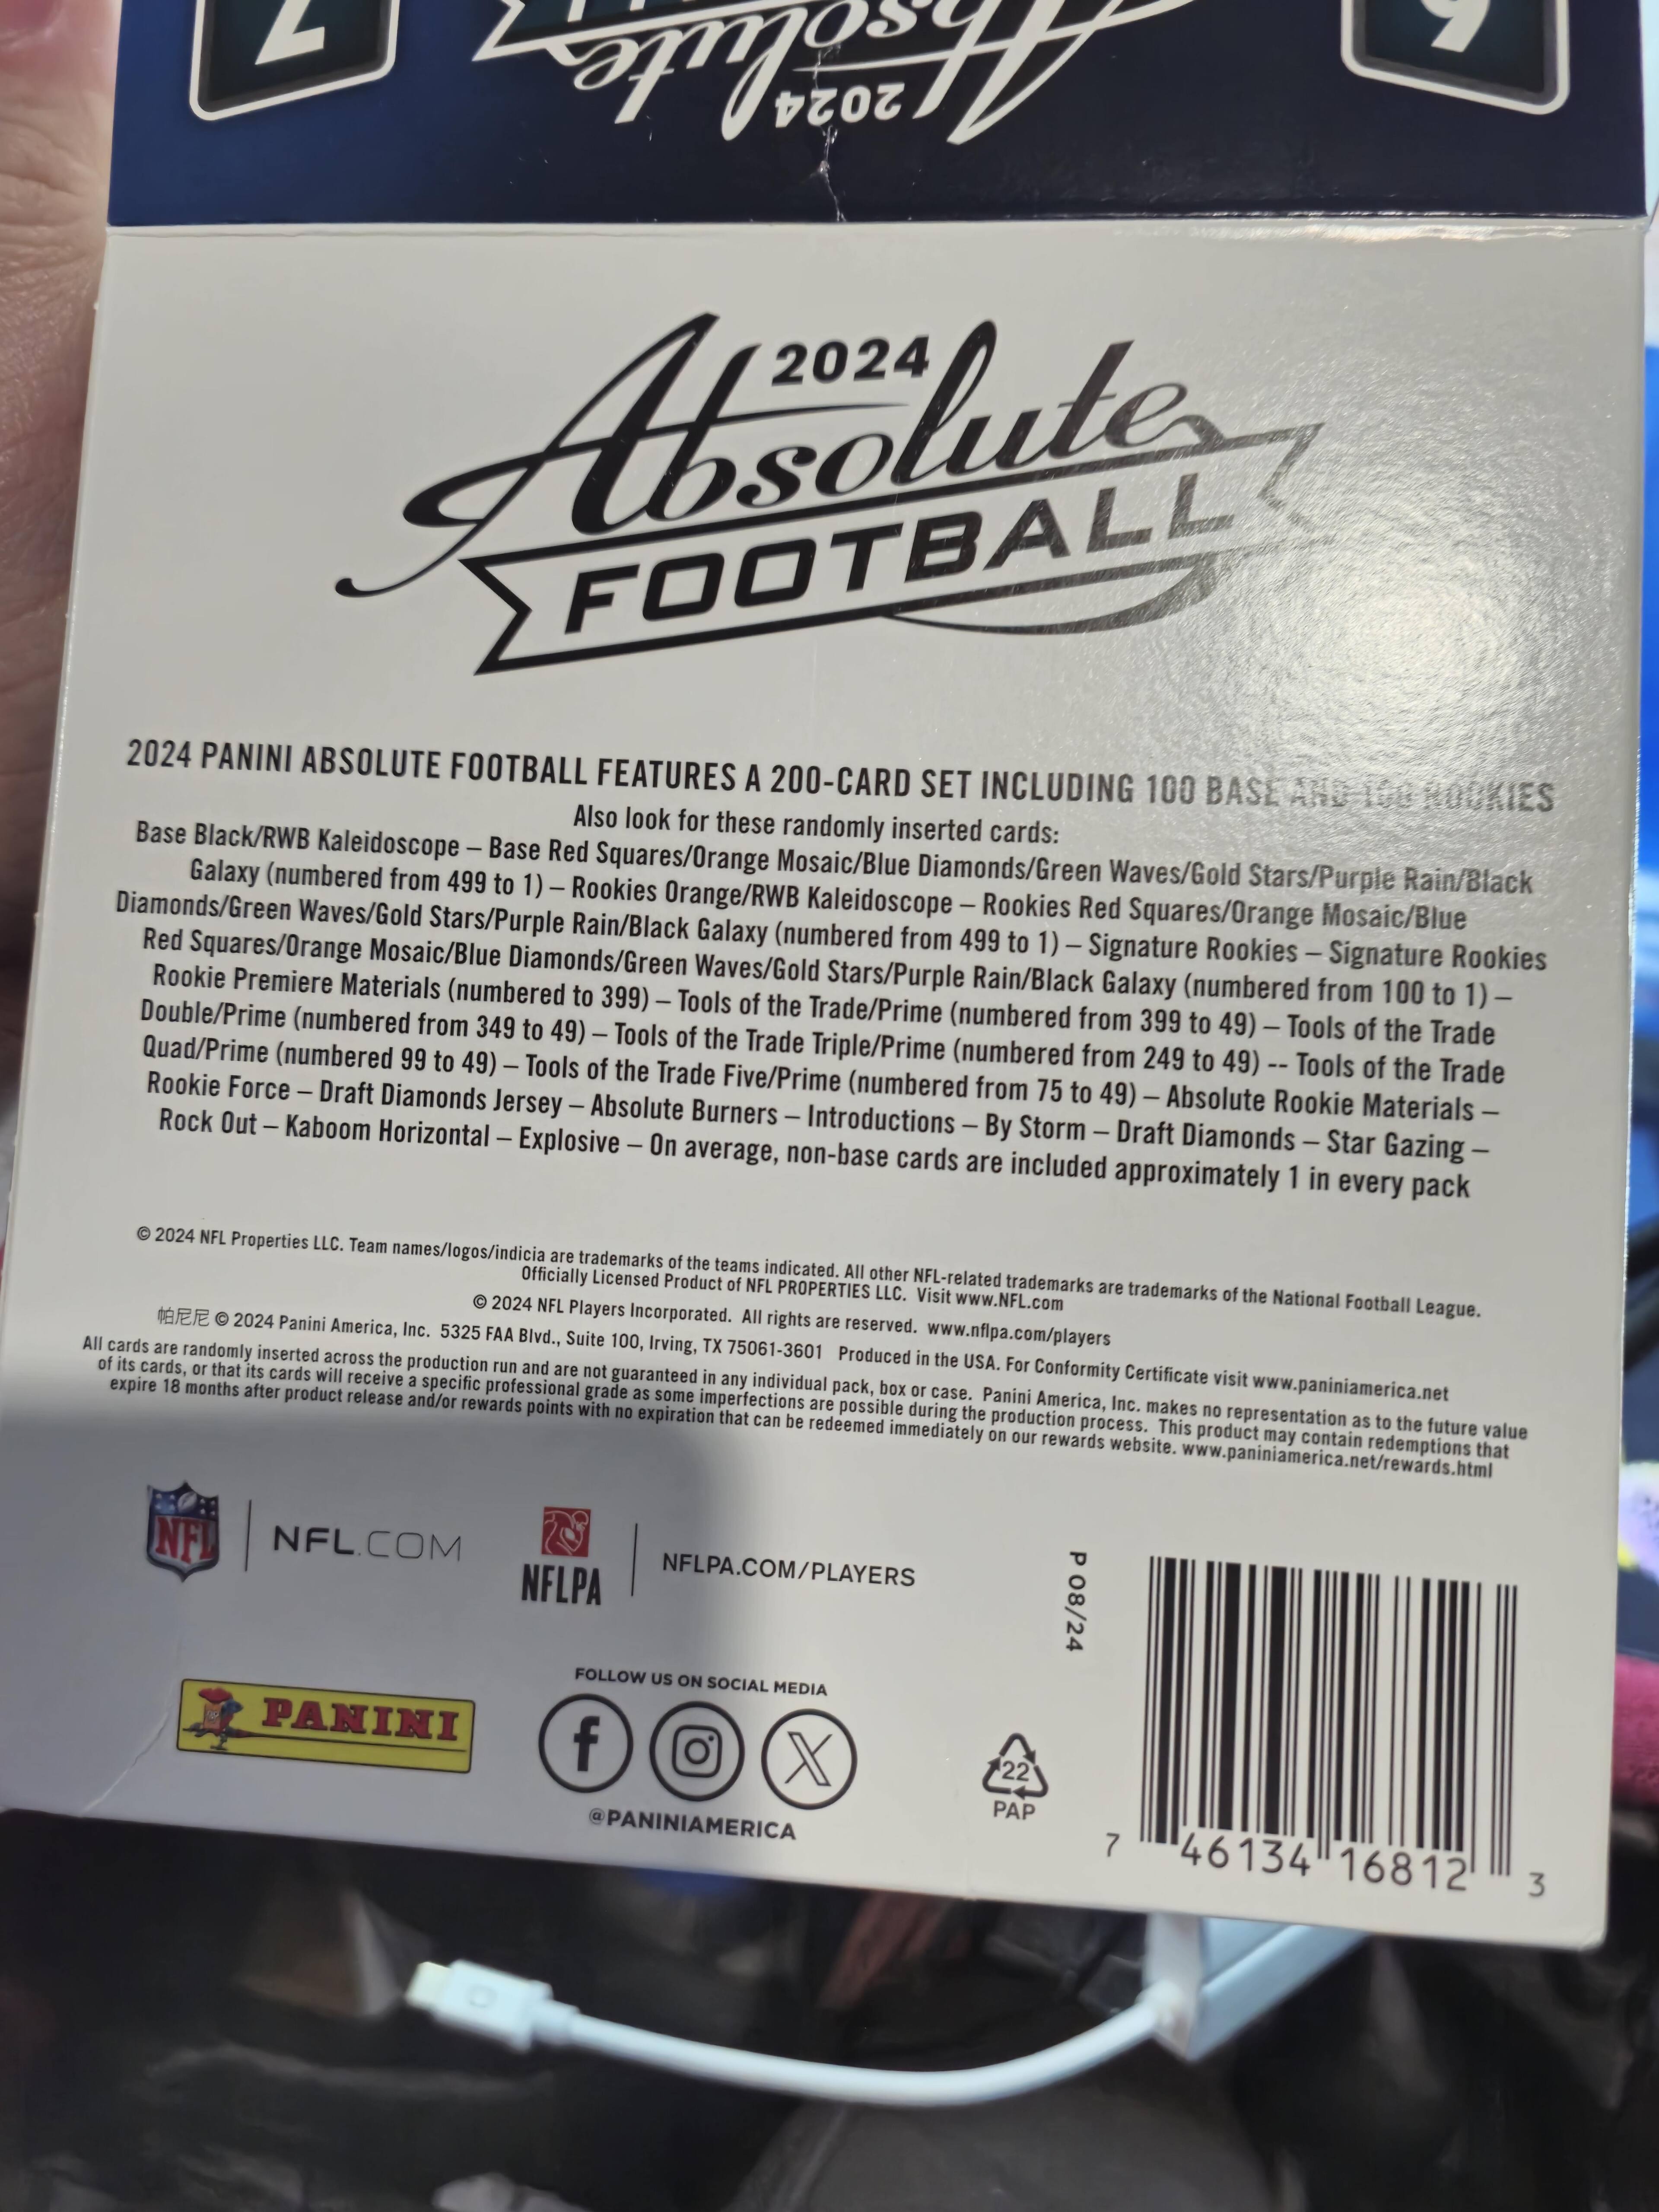 7
Absolute
2024
6
2024
Absolute
FOOTBALL
2024 PANINI ABSOLUTE FOOTBALL FEATURES A 200-CARD SET INCLUDING 100 BASE AND 100 ROOKIES
Also look for these randomly inserted cards:
Base Black/RWB Kaleidoscope – Base Red Squares/Orange Mosaic/Blue Diamonds/Green Waves/Gold Stars/Purple Rain/Black
Galaxy (numbered from 499 to 1) – Rookies Orange/RWB Kaleidoscope – Rookies Red Squares/Orange Mosaic/Blue
Diamonds/Green Waves/Gold Stars/Purple Rain/Black Galaxy (numbered from 499 to 1) – Signature Rookies – Signature Rookies
Red Squares/Orange Mosaic/Blue Diamonds/Green Waves/Gold Stars/Purple Rain/Black Galaxy (numbered from 100 to 1) –
Rookie Premiere Materials (numbered to 399) – Tools of the Trade/Prime (numbered from 399 to 49) – Tools of the Trade
Double/Prime (numbered from 349 to 49) – Tools of the Trade Triple/Prime (numbered from 249 to 49) -- Tools of the Trade
Quad/Prime (numbered 99 to 49) – Tools of the Trade Five/Prime (numbered from 75 to 49) – Absolute Rookie Materials –
Rookie Force – Draft Diamonds Jersey – Absolute Burners – Introductions – By Storm – Draft Diamonds – Star Gazing –
Rock Out – Kaboom Horizontal – Explosive – On average, non-base cards are included approximately 1 in every pack
© 2024 NFL Properties LLC. Team names/logos/indicia are trademarks of the teams indicated. All other NFL-related trademarks are trademarks of the National Football League.
Officially Licensed Product of NFL PROPERTIES LLC. Visit www.NFL.com
© 2024 NFL Players Incorporated. All rights are reserved. www.nflpa.com/players
帕尼尼 © 2024 Panini America, Inc. 5325 FAA Blvd., Suite 100, Irving, TX 75061-3601 Produced in the USA. For Conformity Certificate visit www.paniniamerica.net
All cards are randomly inserted across the production run and are not guaranteed in any individual pack, box or case. Panini America, Inc. makes no representation as to the future value
of its cards, or that its cards will receive a specific professional grade as some imperfections are possible during the production process. This product may contain redemptions that
expire 18 months after product release and/or rewards points with no expiration that can be redeemed immediately on our rewards website. www.paniniamerica.net/rewards.html
NFL
NFL.COM
NFLPA
NFLPA.COM/PLAYERS
P 08/24
PANINI
FOLLOW US ON SOCIAL MEDIA
@PANINIAMERICA
22
PAP
7 46134 16812 3